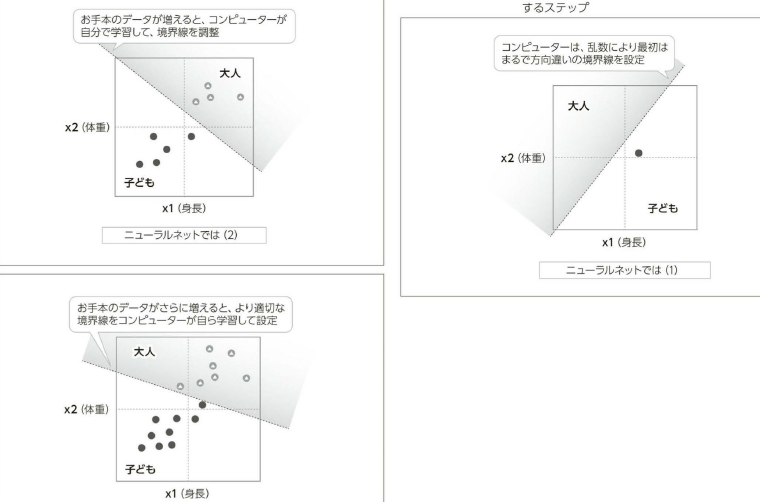 するステップ
コンピューターは、乱数により最初は
まるで方向違いの境界線を設定
大人
x2 (体重)
子ども
x1 (身長)
ニューラルネットでは (1)
お手本のデータが増えると、コンピューターが
自分で学習して、境界線を調整
大人
x2 (体重)
子ども
x1 (身長)
ニューラルネットでは (2)
お手本のデータがさらに増えると、より適切な
境界線をコンピューターが自ら学習して設定
大人
x2 (体重)
子ども
x1 (身長)